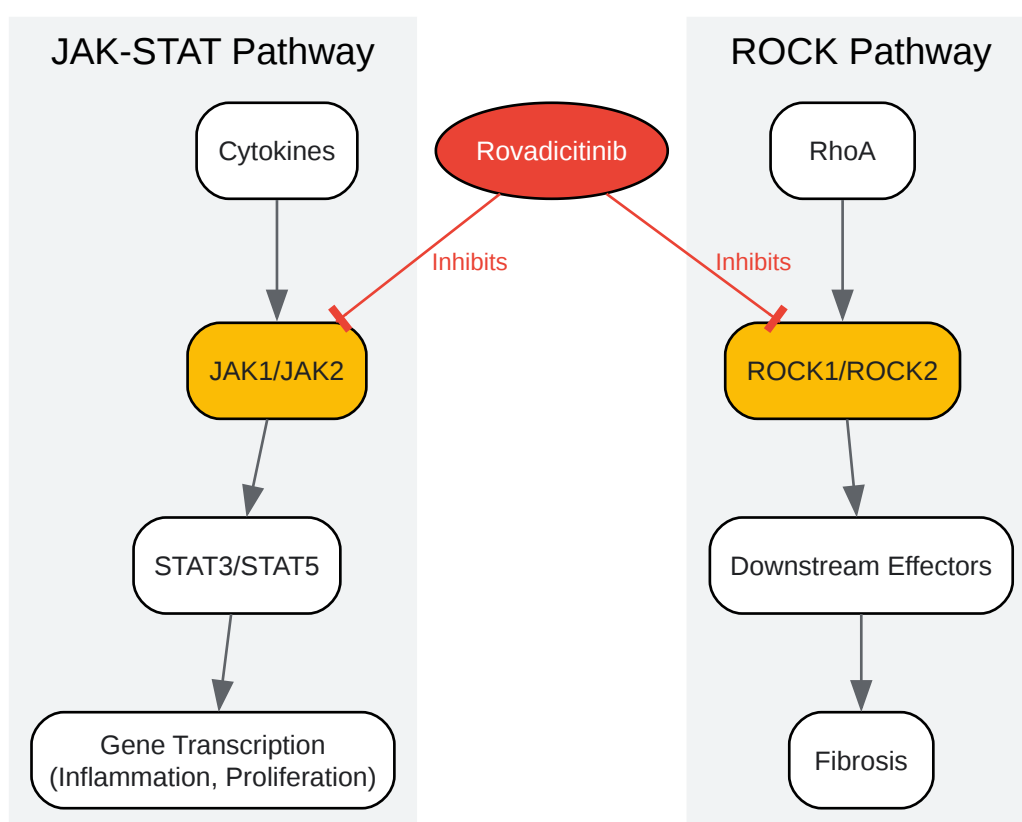 JAK-STAT Pathway
ROCK Pathway
Cytokines
Rovadicitinib
RhoA
Inhibits
Inhibits
JAK1/JAK2
ROCK1/ROCK2
STAT3/STAT5
Downstream Effectors
Gene Transcription
(Inflammation, Proliferation)
Fibrosis